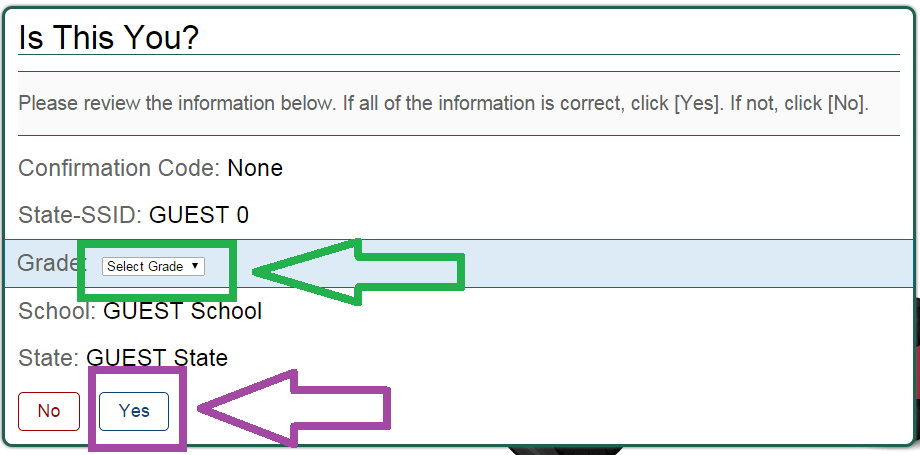 Is This You?
Please review the information below. If all of the information is correct, click [Yes]. If not, click [No].
Confirmation Code: None
State-SSID: GUEST 0
Grade: Select Grade
School: GUEST School
State: GUEST State
No Yes